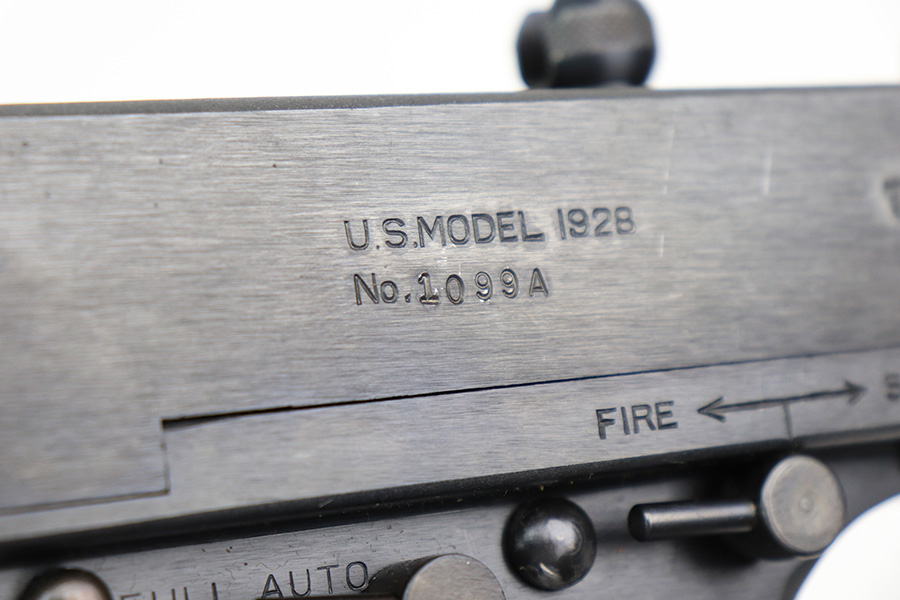 U.S.MODEL 1928
No.1099A
FIRE
FULL AUTO